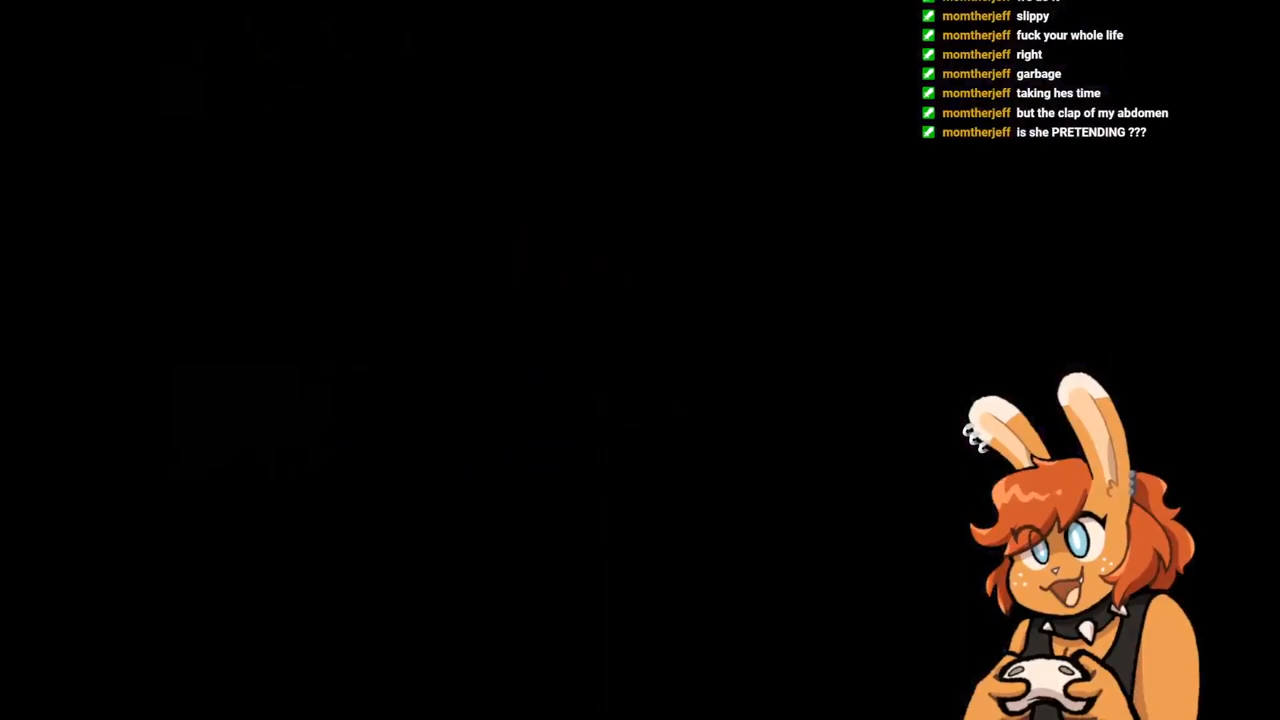 momtherjeff slippy
momtherjeff fuck your whole life
momtherjeff right
momtherjeff garbage
momtherjeff taking hes time
momtherjeff but the clap of my abdomen
momtherjeff is she PRETENDING ???